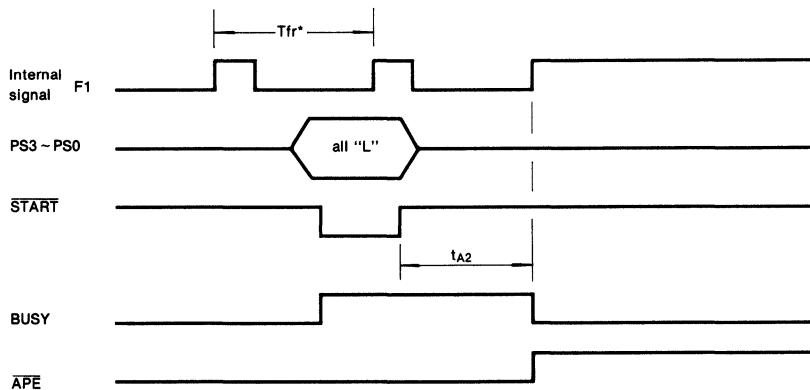 Tfr*
Internal
signal F1
PS3 ~ PS0 all "L"
START
tA2
BUSY
APE